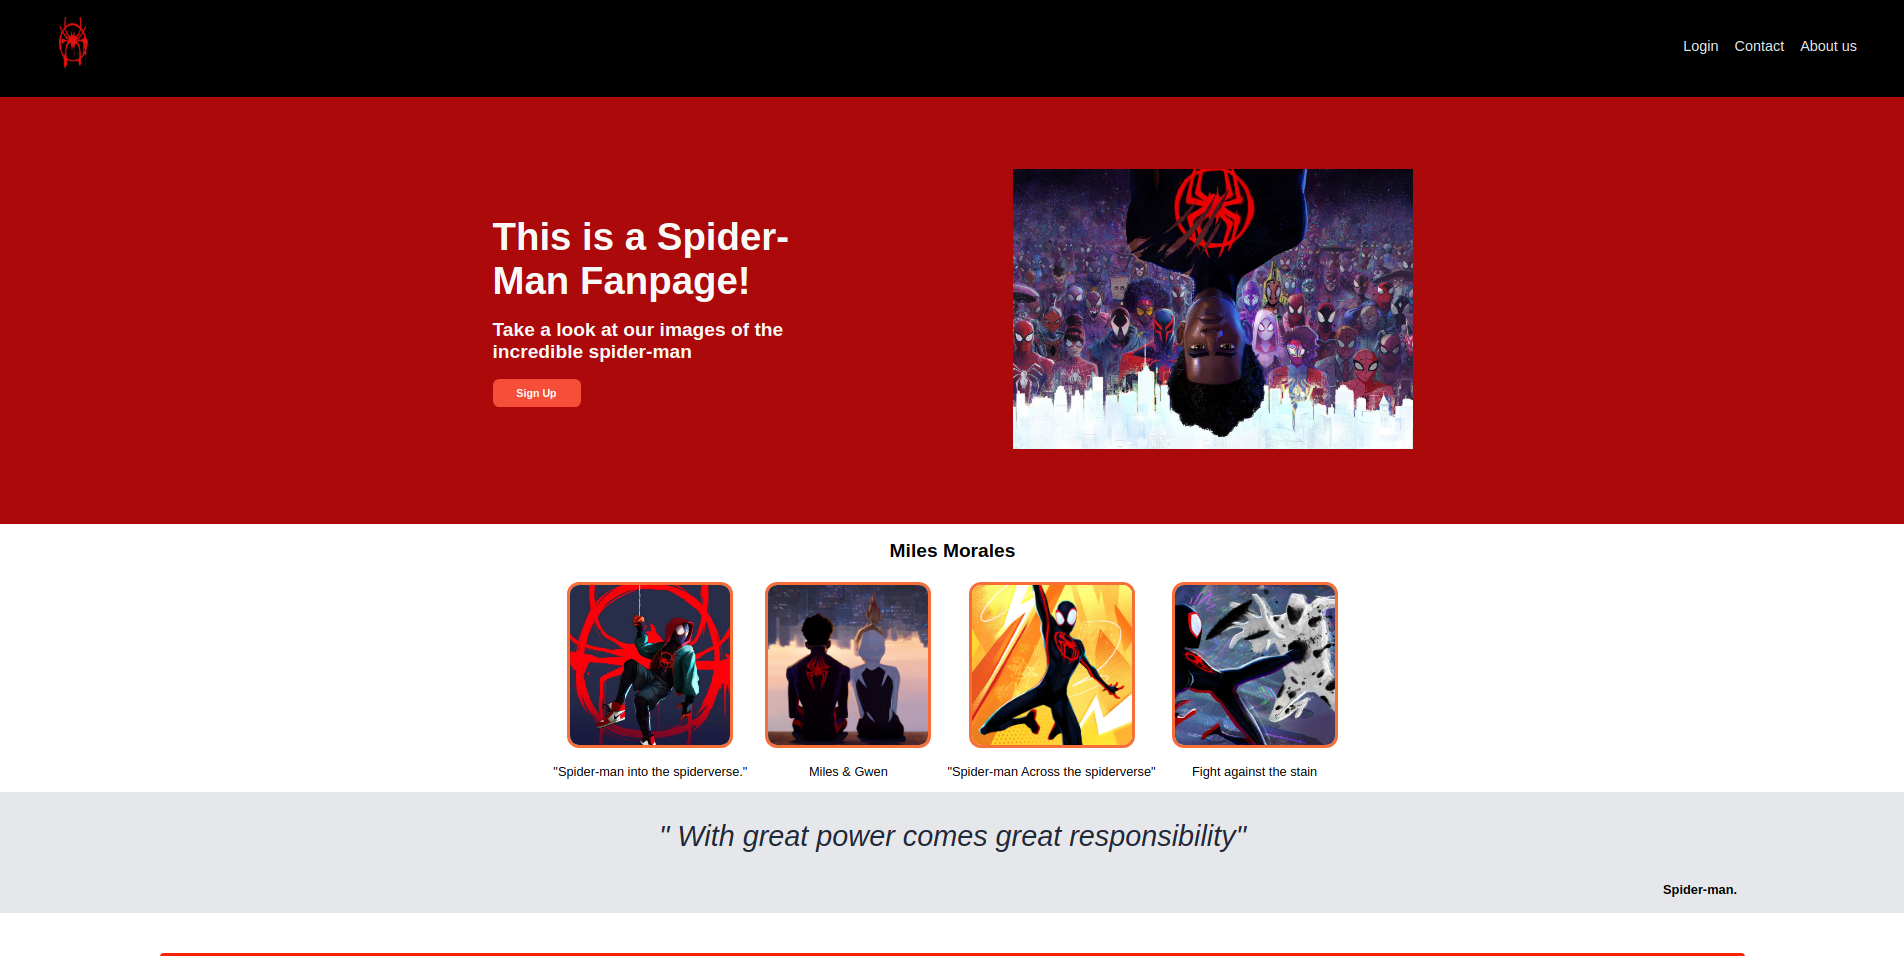 Login Contact About us
This is a Spider-
Man Fanpage!
Take a look at our images of the
incredible spider-man
Sign Up
Miles Morales
"Spider-man into the spiderverse."
Miles & Gwen
"Spider-man Across the spiderverse"
Fight against the stain
" With great power comes great responsibility"
Spider-man.